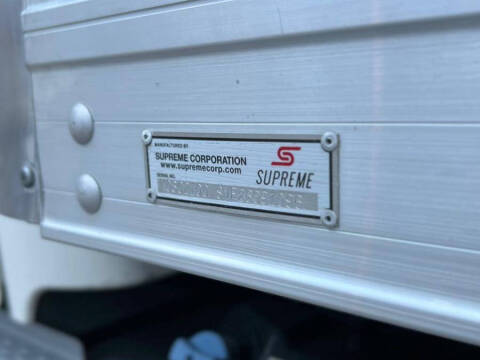 MANUFACTURED BY
SUPREME CORPORATION
www.supremecorp.com
SUPREME
SERIAL NO.